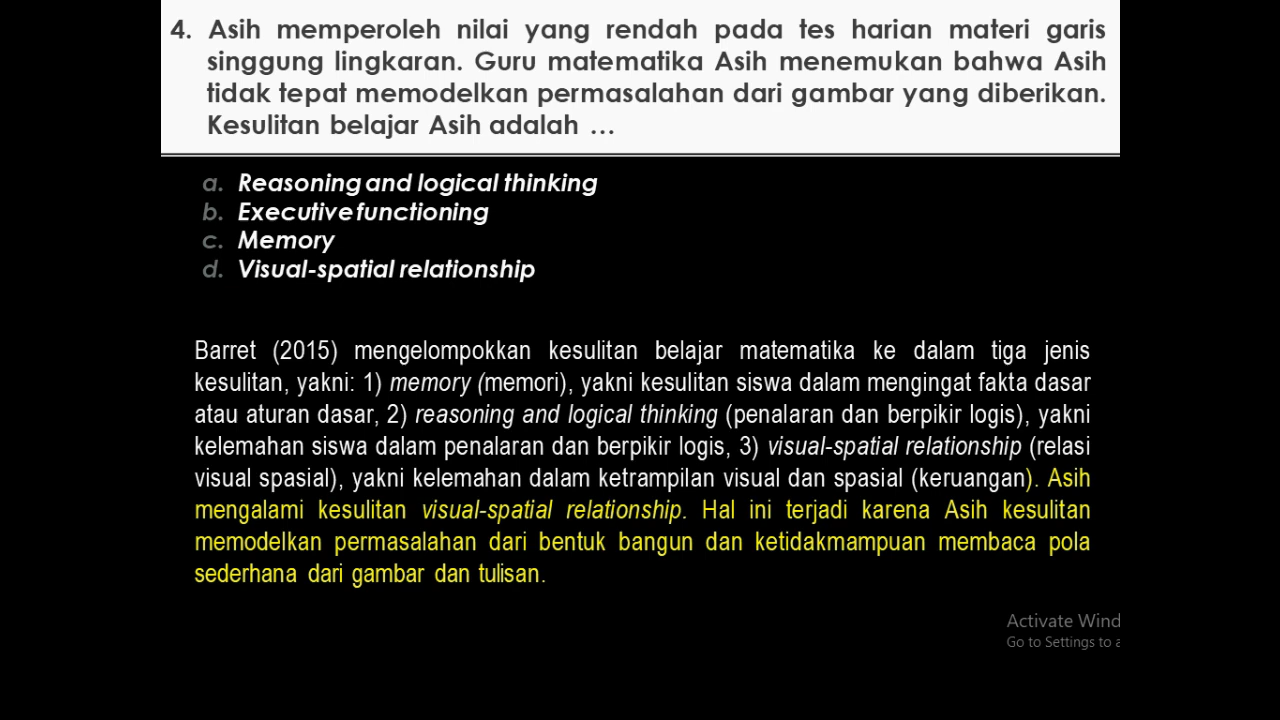 4. Asih memperoleh nilai yang rendah pada tes harian materi garis
singgung lingkaran. Guru matematika Asih menemukan bahwa Asih
tidak tepat memodelkan permasalahan dari gambar yang diberikan.
Kesulitan belajar Asih adalah ...
a. Reasoning and logical thinking
b. Executive functioning
c. Memory
d. Visual-spatial relationship
Barret (2015) mengelompokkan kesulitan belajar matematika ke dalam tiga jenis
kesulitan, yakni: 1) memory (memori), yakni kesulitan siswa dalam mengingat fakta dasar
atau aturan dasar, 2) reasoning and logical thinking (penalaran dan berpikir logis), yakni
kelemahan siswa dalam penalaran dan berpikir logis, 3) visual-spatial relationship (relasi
visual spasial), yakni kelemahan dalam ketrampilan visual dan spasial (keruangan). Asih
mengalami kesulitan visual-spatial relationship. Hal ini terjadi karena Asih kesulitan
memodelkan permasalahan dari bentuk bangun dan ketidakmampuan membaca pola
sederhana dari gambar dan tulisan.
Activate Wind
Go to Settings to a